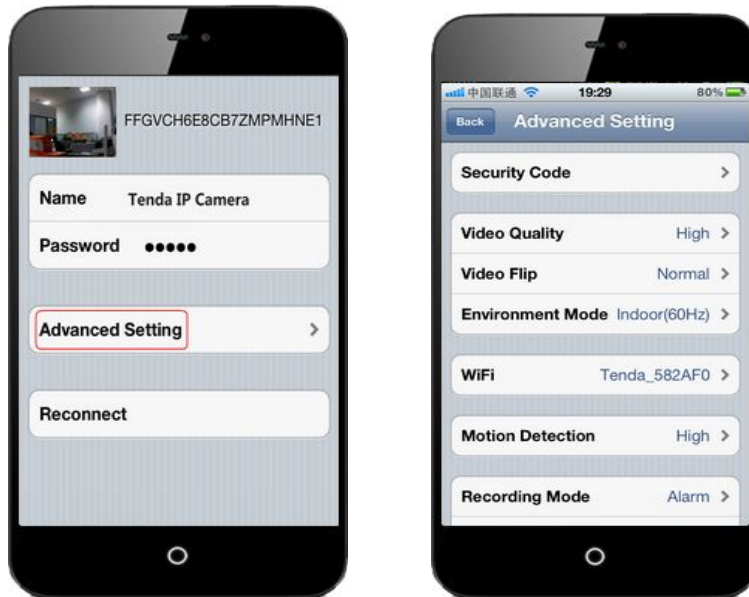 FFGVCH6E8CB7ZMPMHNE1
Name Tenda IP Camera
Password •••••
Advanced Setting
Reconnect
中国联通 19:29 80%
Back Advanced Setting
Security Code
Video Quality High
Video Flip Normal
Environment Mode Indoor(60Hz)
WiFi Tenda_582AF0
Motion Detection High
Recording Mode Alarm